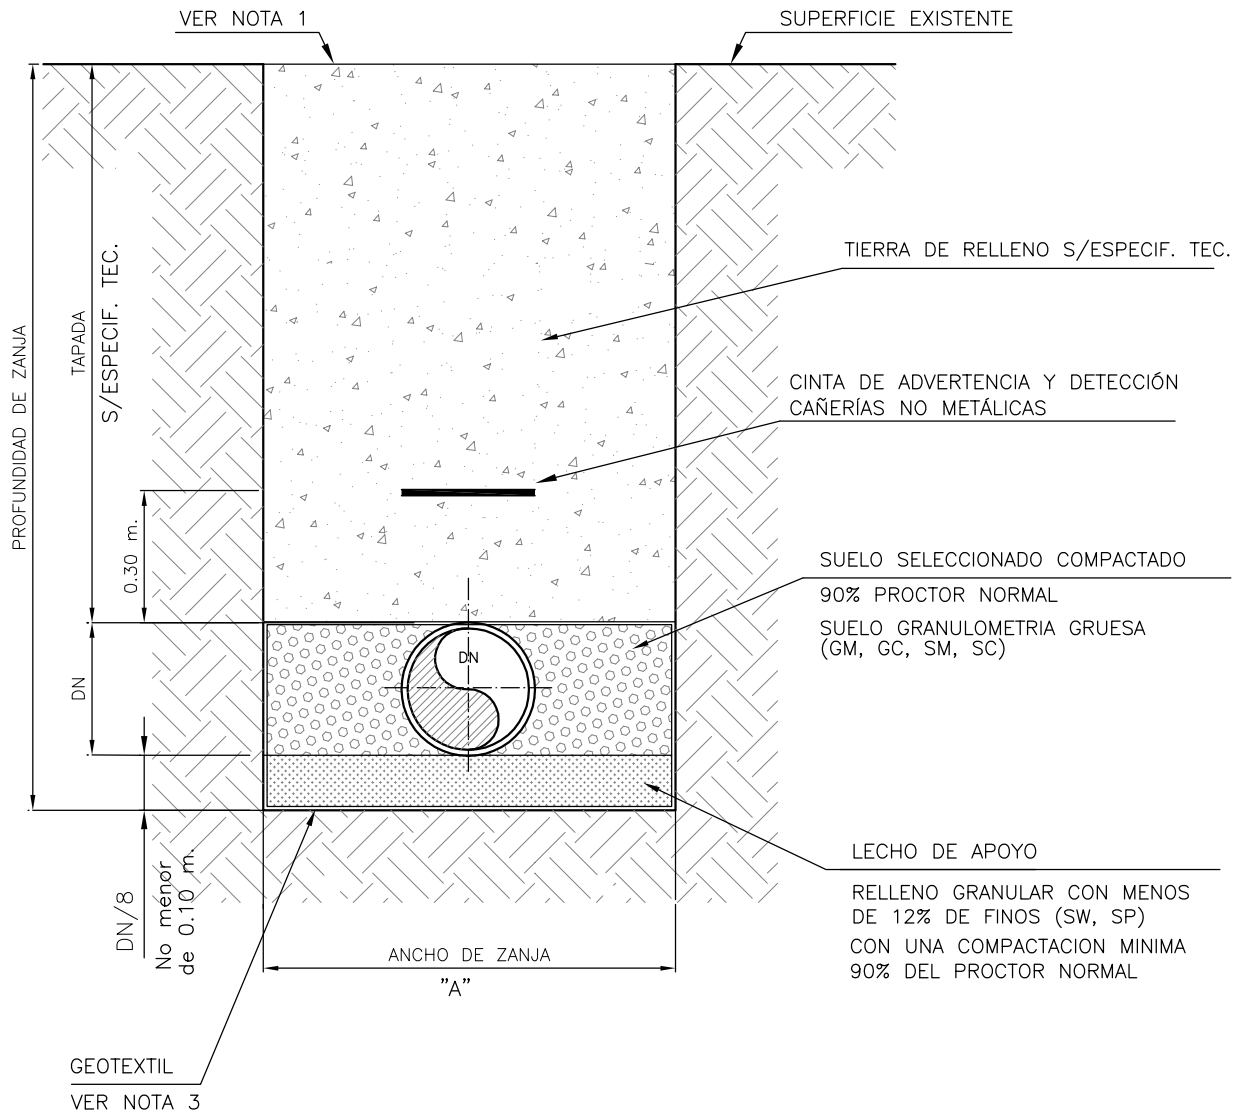 VER NOTA 1
SUPERFICIE EXISTENTE
TIERRA DE RELLENO S/ESPECIF. TEC.
PROFUNDIDAD DE ZANJA
TAPADA
S/ESPECIF. TEC.
CINTA DE ADVERTENCIA Y DETECCIÓN
CAÑERÍAS NO METÁLICAS
0.30 m.
SUELO SELECCIONADO COMPACTADO
90% PROCTOR NORMAL
SUELO GRANULOMETRIA GRUESA
(GM, GC, SM, SC)
DN
DN
LECHO DE APOYO
RELLENO GRANULAR CON MENOS
DE 12% DE FINOS (SW, SP)
CON UNA COMPACTACION MINIMA
90% DEL PROCTOR NORMAL
DN/8
No menor
de 0.10 m.
ANCHO DE ZANJA
"A"
GEOTEXTIL
VER NOTA 3